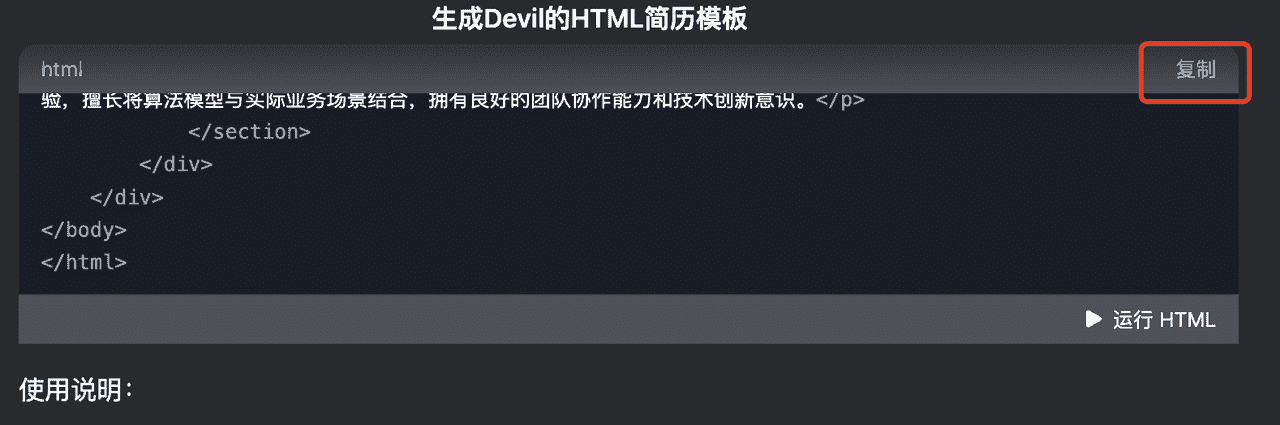 生成Devil的HTML简历模板
html
复制
验，擅长将算法模型与实际业务场景结合，拥有良好的团队协作能力和技术创新意识。</p>
</section>
</div>
</div>
</body>
</html>
▶ 运行 HTML
使用说明：